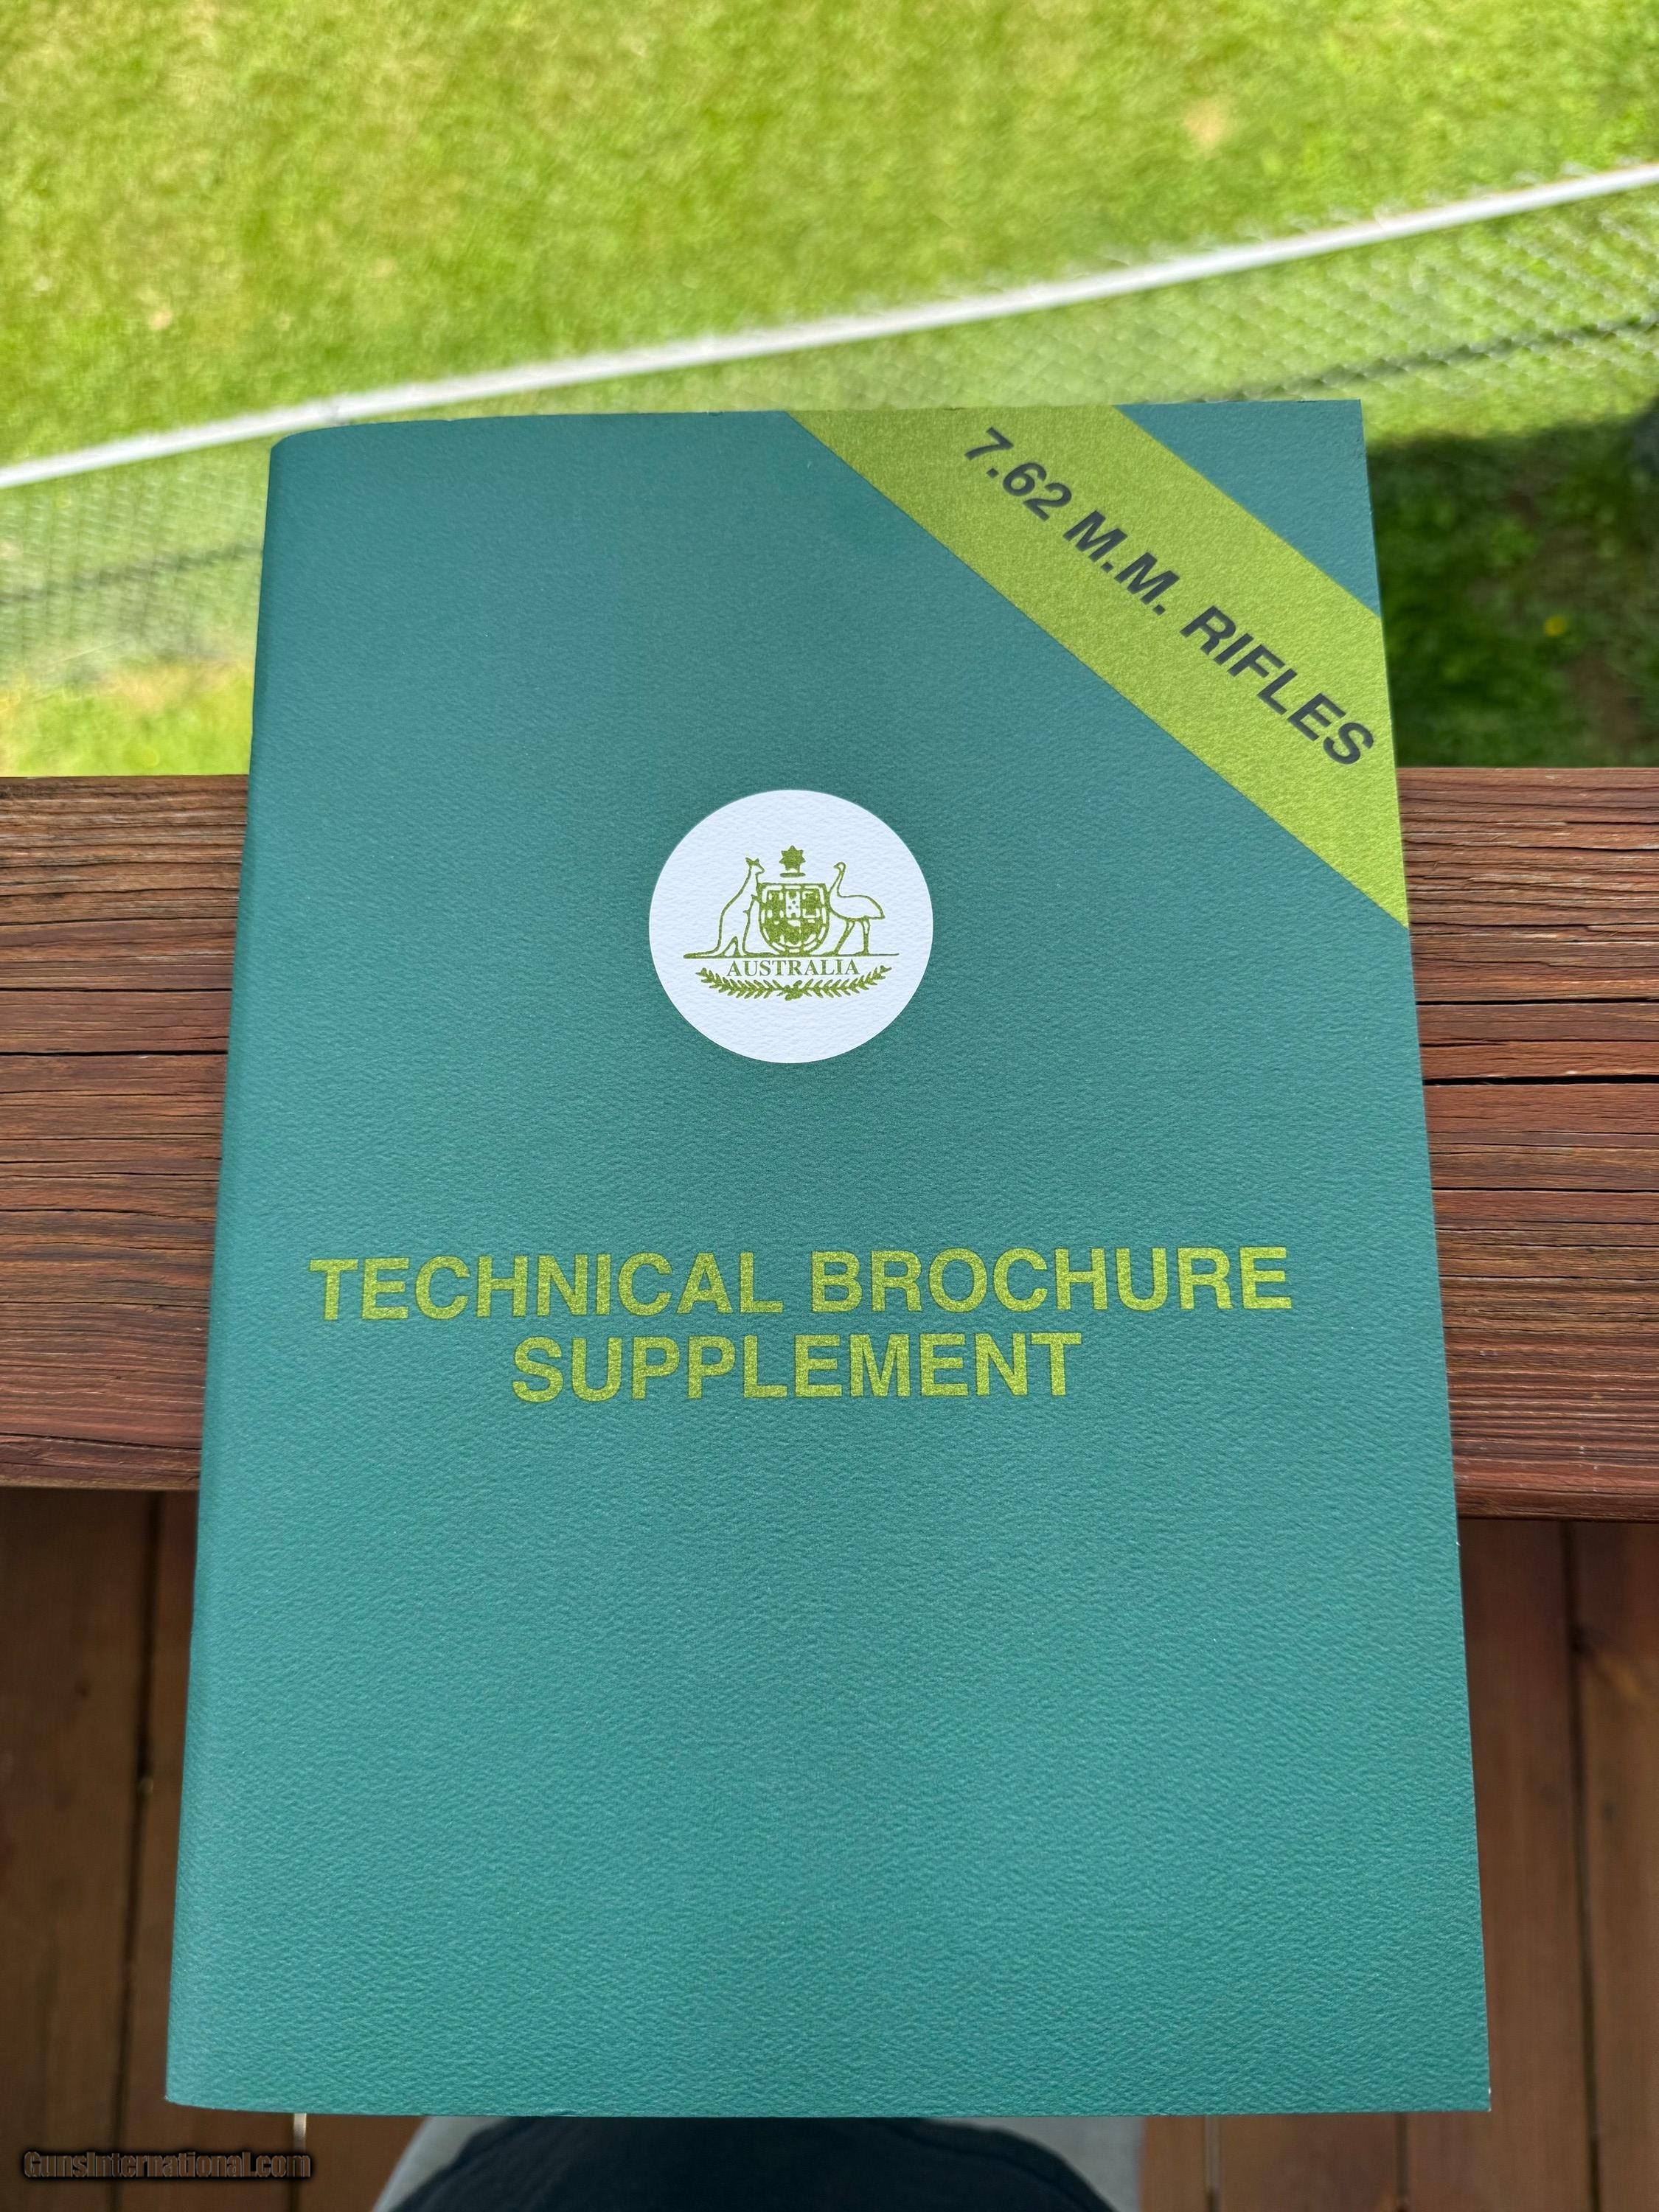 7.62 M.M. RIFLES
AUSTRALIA
TECHNICAL BROCHURE
SUPPLEMENT
GunsInternational.com